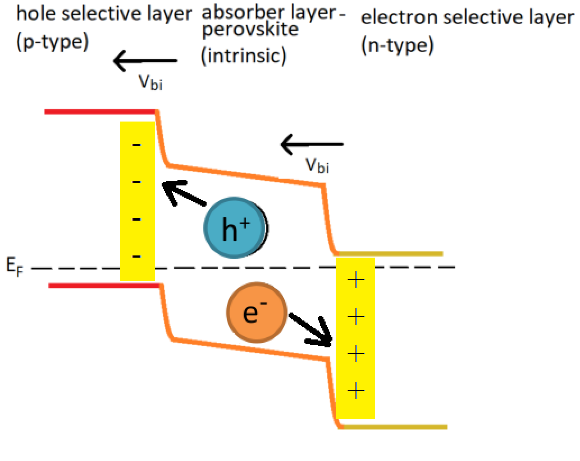 hole selective layer
(p-type)
absorber layer-
perovskite
(intrinsic)
electron selective layer
(n-type)
Vbi
Vbi
-
-
-
-
h+
EF
e-
+
+
+
+